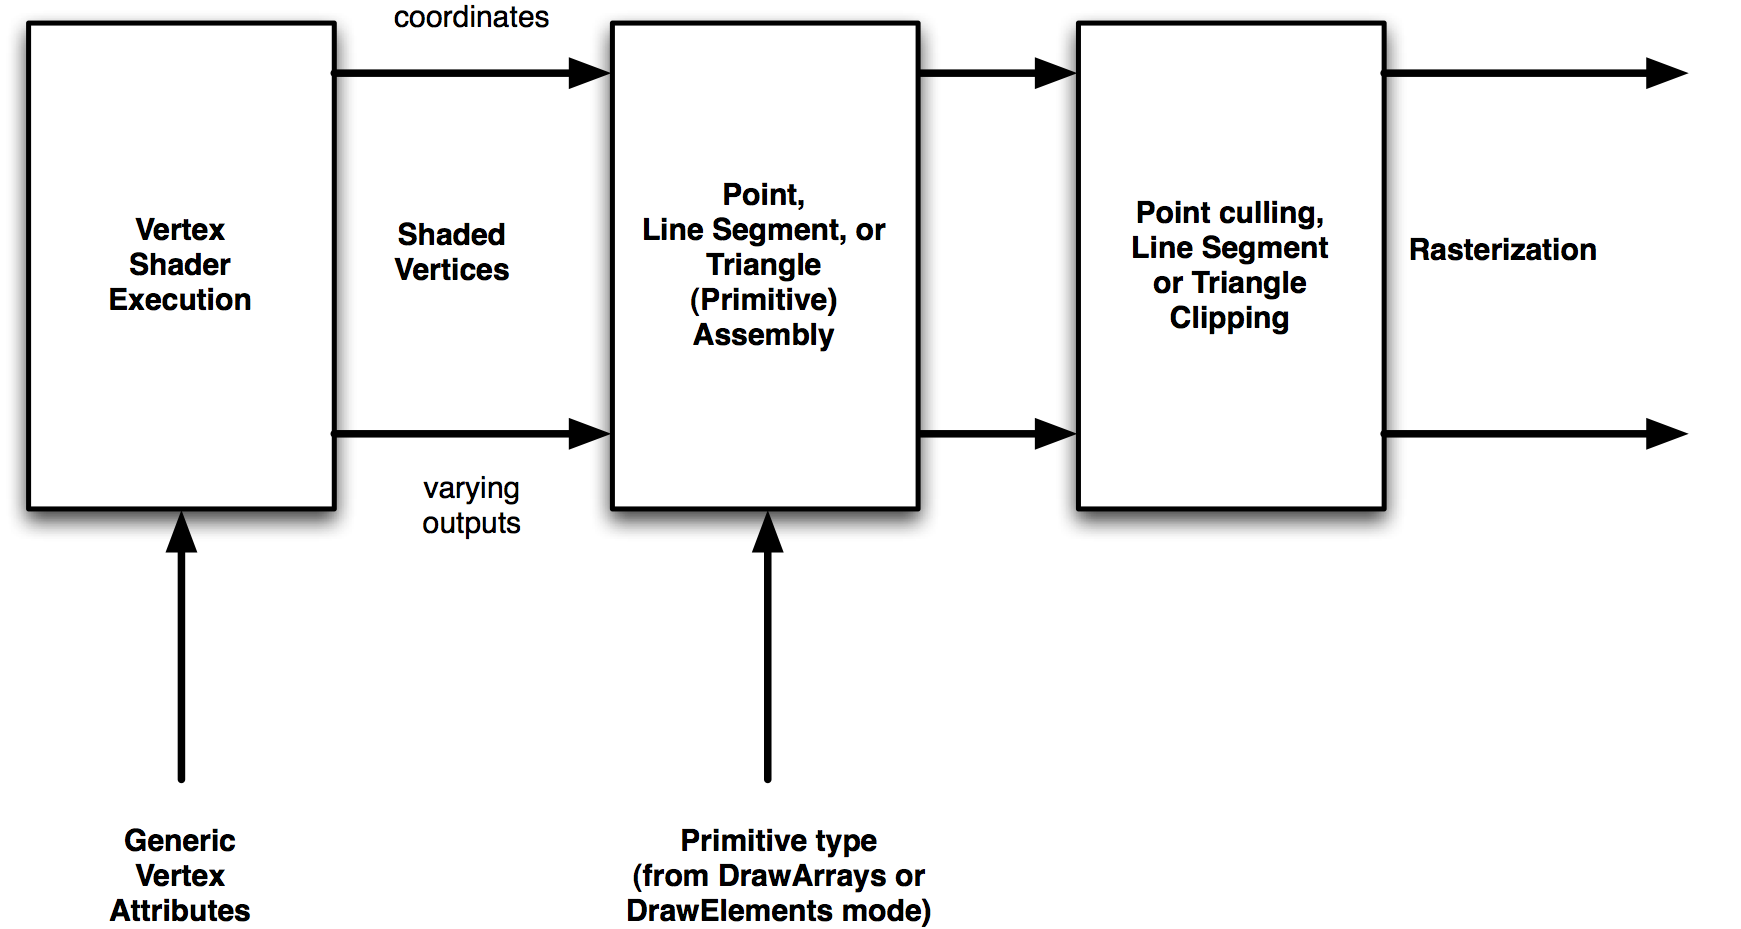 coordinates
Vertex
Shader
Execution
Shaded
Vertices
Point,
Line Segment, or
Triangle
(Primitive)
Assembly
Point culling,
Line Segment
or Triangle
Clipping
Rasterization
varying
outputs
Generic
Vertex
Attributes
Primitive type
(from DrawArrays or
DrawElements mode)